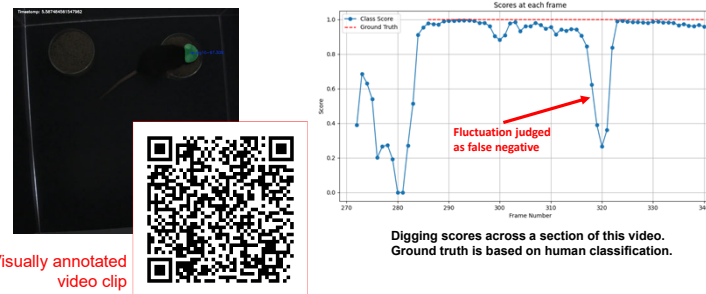 Timestamp: 5.587484561547962
Visually annotated
video clip
Scores at each frame
Class Score
Ground Truth
Score
1.0
0.8
0.6
0.4
0.2
0.0
Fluctuation judged
as false negative
270 280 290 300 310 320 330
Frame Number
Digging scores across a section of this video.
Ground truth is based on human classification.